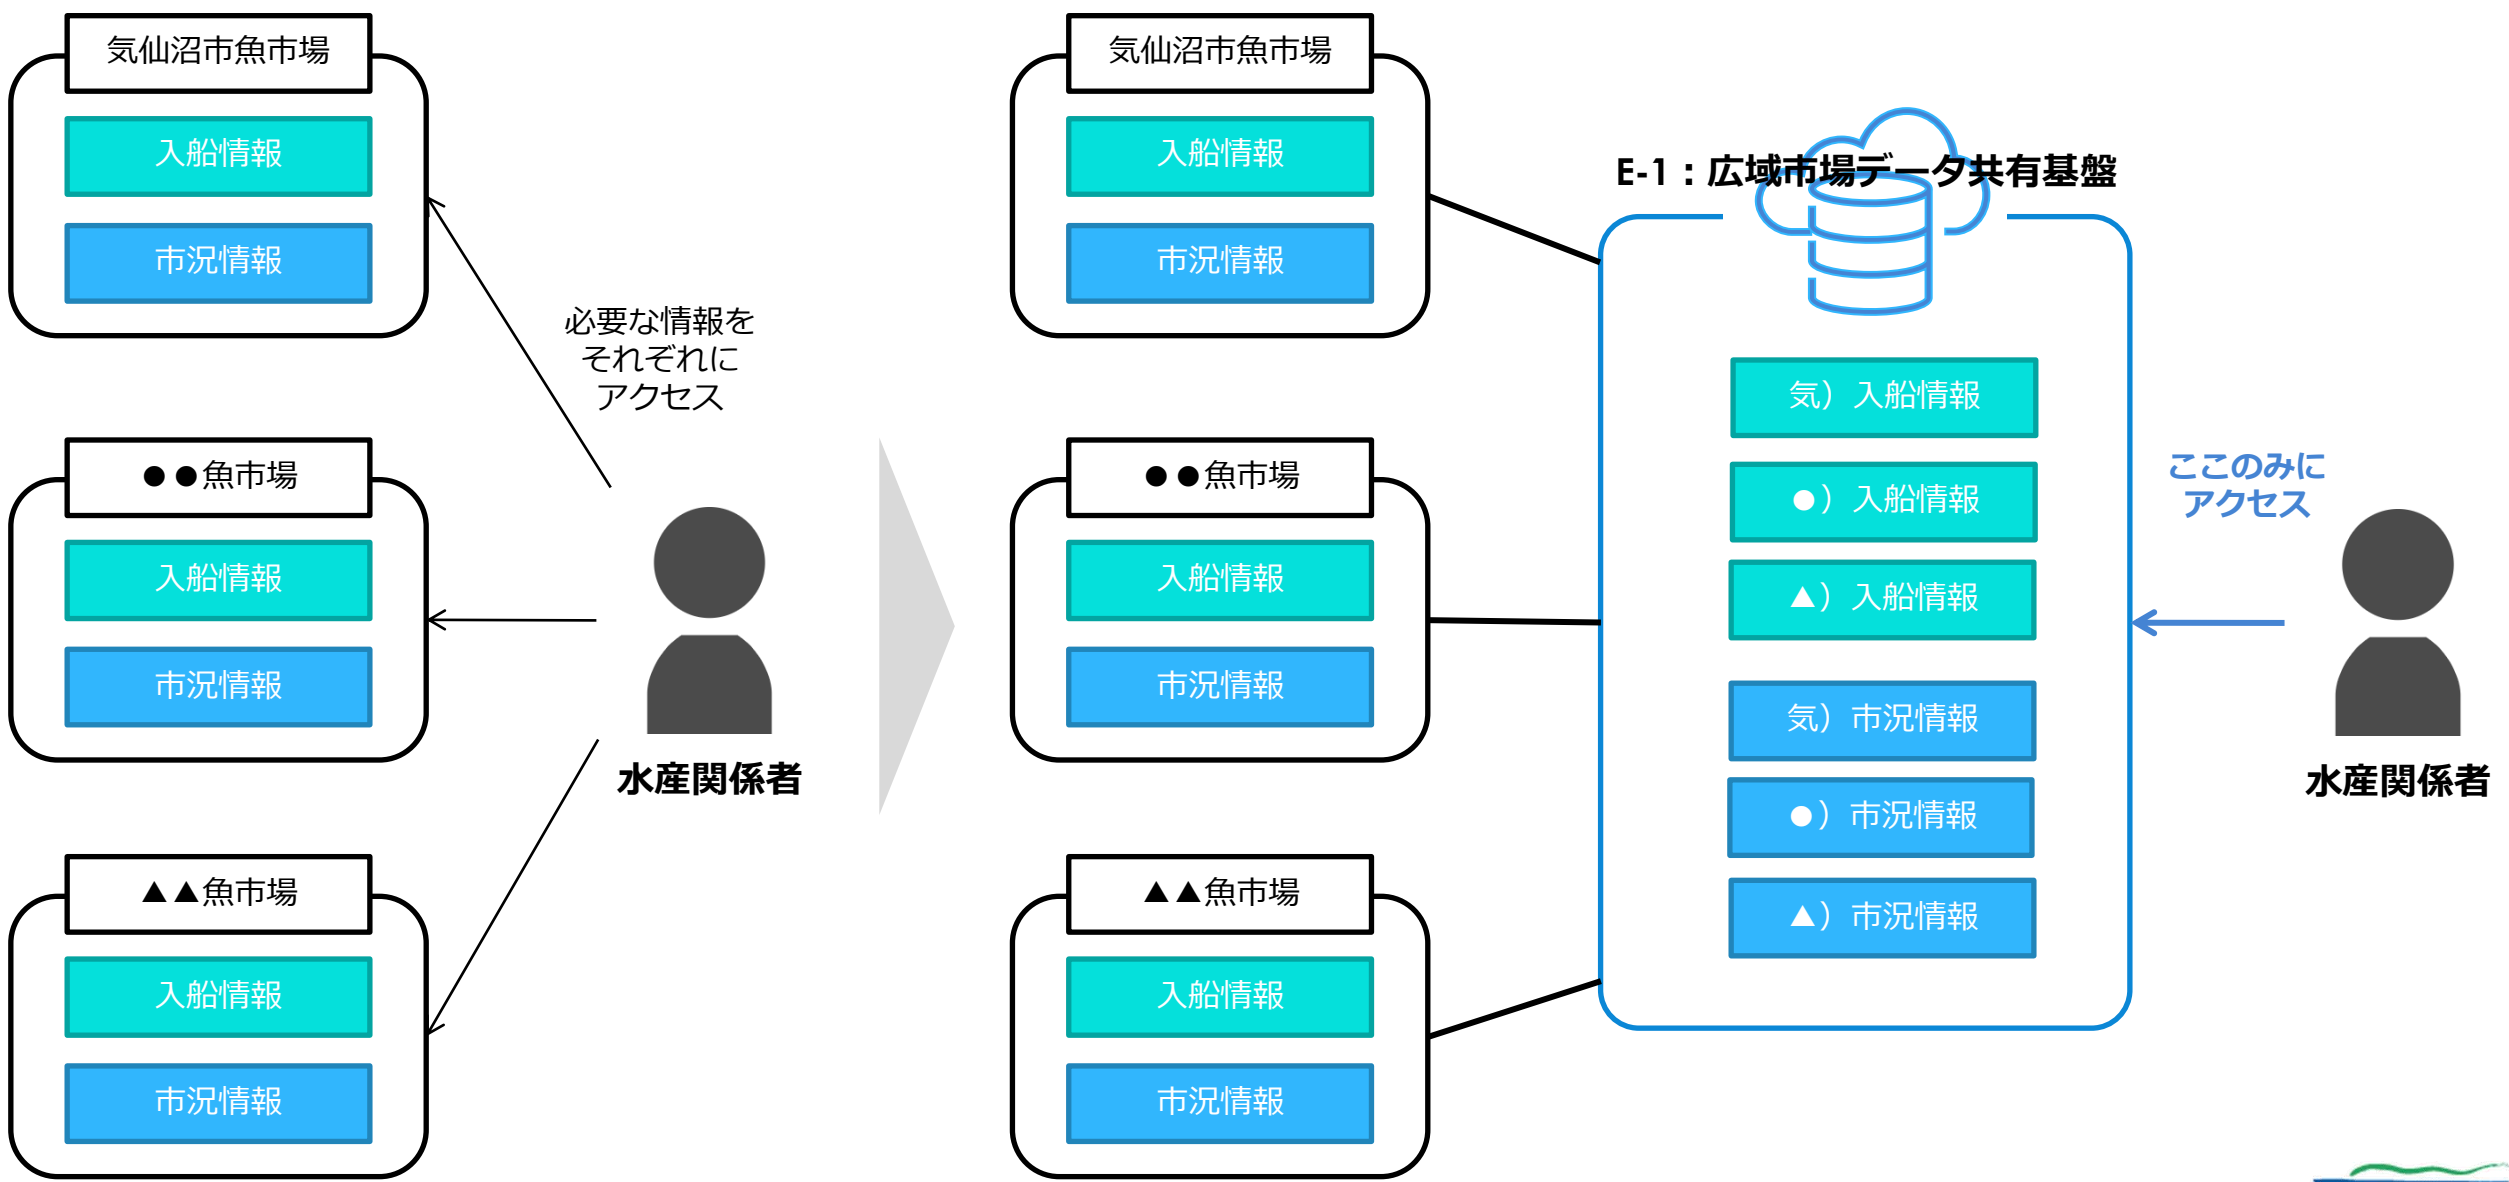 気仙沼市魚市場
入船情報
市況情報
●●魚市場
入船情報
市況情報
▲▲魚市場
入船情報
市況情報
必要な情報を
それぞれに
アクセス
水産関係者
気仙沼市魚市場
入船情報
市況情報
●●魚市場
入船情報
市況情報
▲▲魚市場
入船情報
市況情報
E-1：広域市場データ共有基盤
気）入船情報
●）入船情報
▲）入船情報
気）市況情報
●）市況情報
▲）市況情報
ここのみに
アクセス
水産関係者